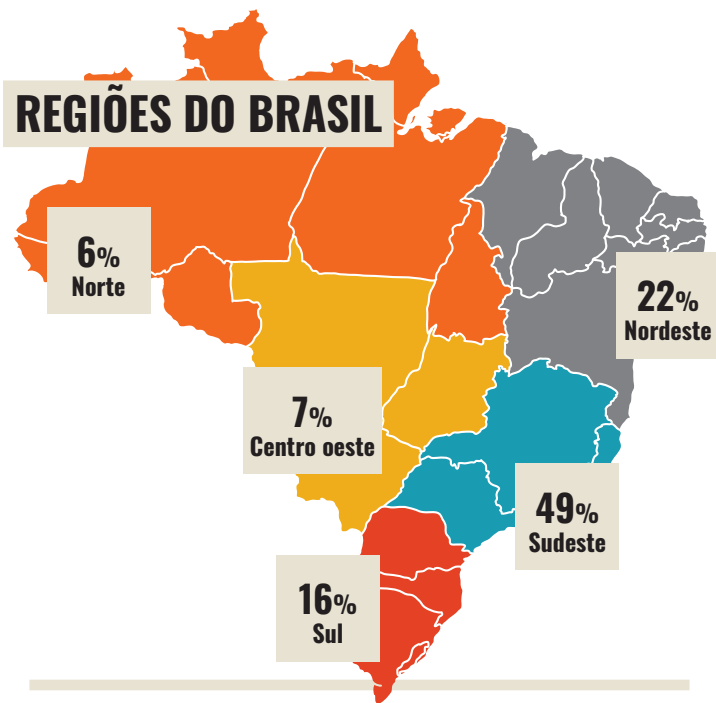 REGIÕES DO BRASIL
6%
Norte
22%
Nordeste
7%
Centro oeste
49%
Sudeste
16%
Sul